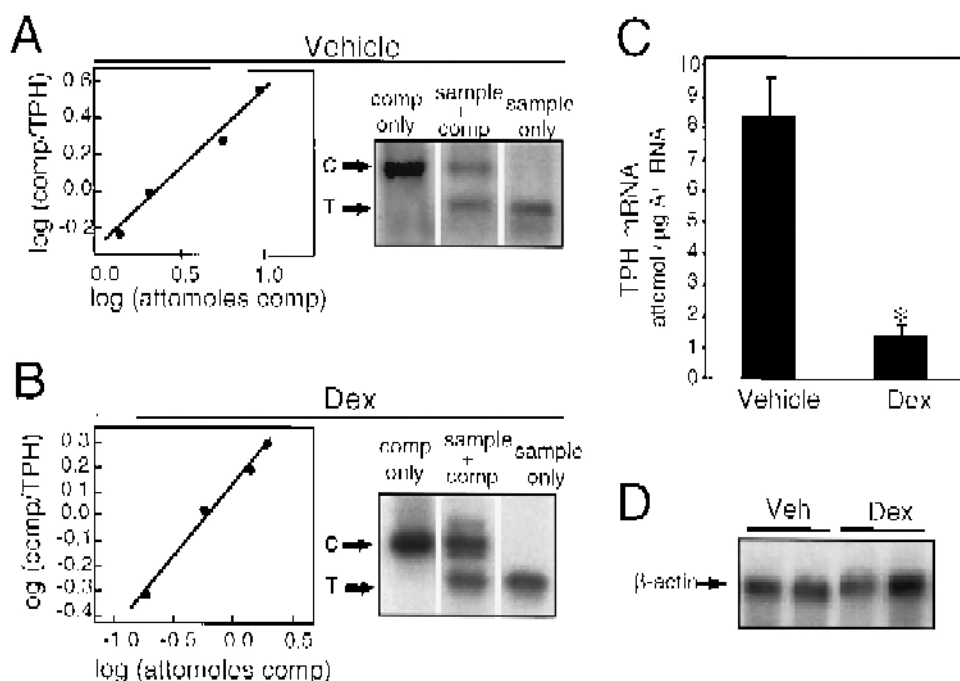 A
Vehicle
log (comp/TPH)
0.6
0.4
0.2
0.0
-0.2
0.0 0.5 1.0
log (attomoles comp)
comp only
sample + comp
sample only
C
T
B
Dex
og (comp/TPH)
0.3
0.2
0.1
0.0
-0.1
-0.2
-0.3
-0.4
-1.0 -0.5 0.0 0.5
log (attomoles comp)
comp only
sample + comp
sample only
C
T
C
TPH mRNA
attomol / µg A+ RNA
10
9
8
7
6
5
4
3
2
1
0
*
Vehicle Dex
D
Veh Dex
β-actin